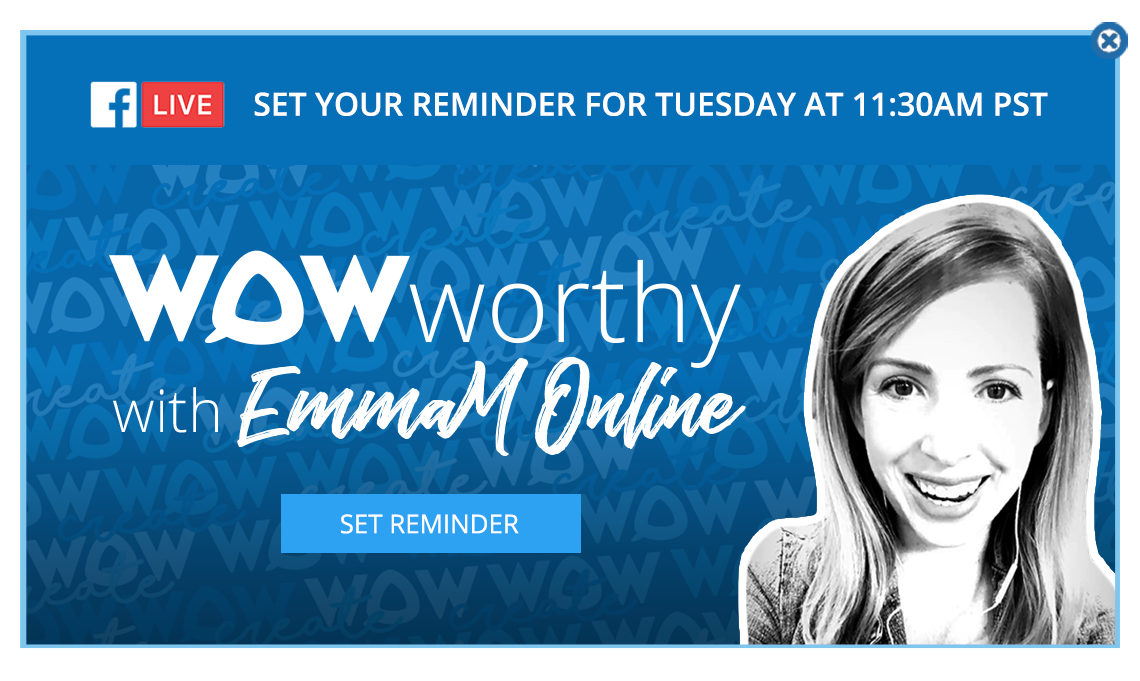 f LIVE SET YOUR REMINDER FOR TUESDAY AT 11:30AM PST
WOWworthy
with EmmaM Online
SET REMINDER